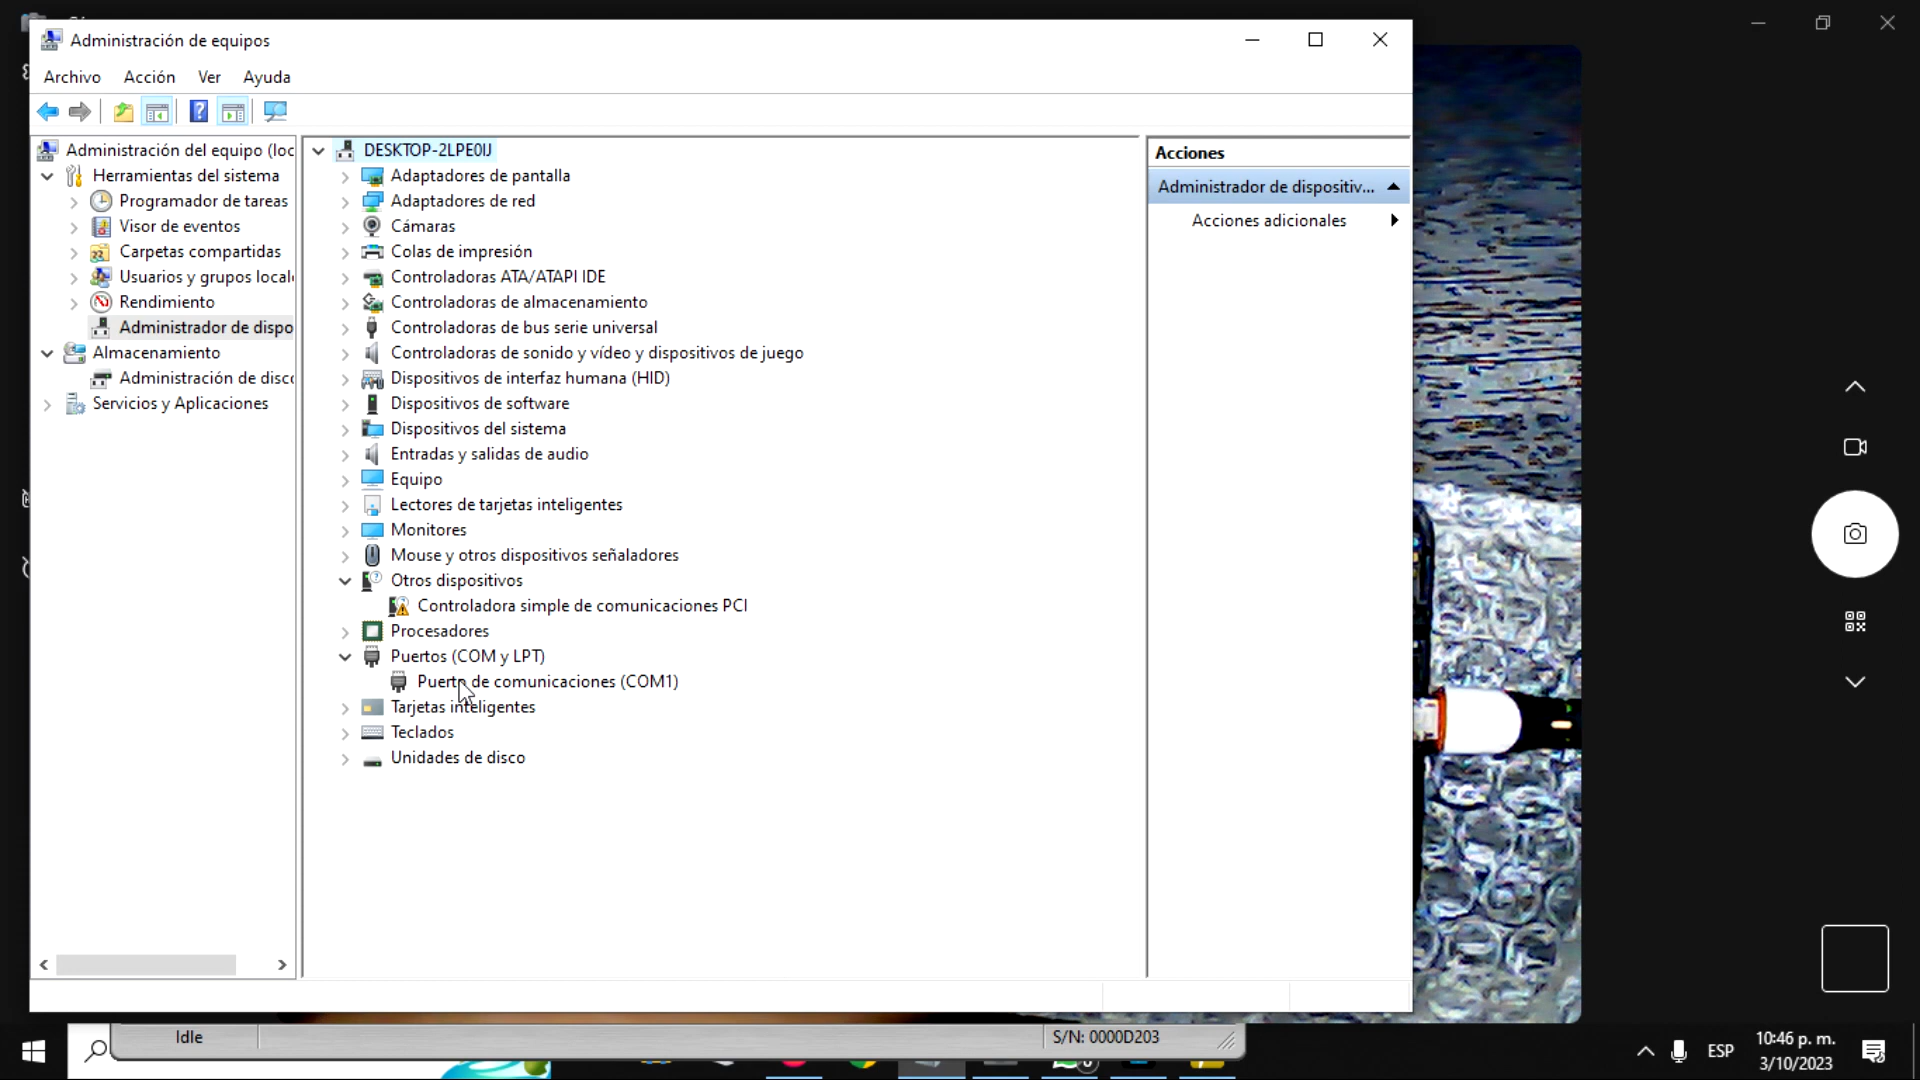 Administración de equipos
Archivo Acción Ver Ayuda
Administración del equipo (loc
Herramientas del sistema
Programador de tareas
Visor de eventos
Carpetas compartidas
Usuarios y grupos local
Rendimiento
Administrador de dispo
Almacenamiento
Administración de disc
Servicios y Aplicaciones
DESKTOP-2LPE0IJ
Adaptadores de pantalla
Adaptadores de red
Cámaras
Colas de impresión
Controladoras ATA/ATAPI IDE
Controladoras de almacenamiento
Controladoras de bus serie universal
Controladoras de sonido y vídeo y dispositivos de juego
Dispositivos de interfaz humana (HID)
Dispositivos de software
Dispositivos del sistema
Entradas y salidas de audio
Equipo
Lectores de tarjetas inteligentes
Monitores
Mouse y otros dispositivos señaladores
Otros dispositivos
Controladora simple de comunicaciones PCI
Procesadores
Puertos (COM y LPT)
Puerto de comunicaciones (COM1)
Tarjetas inteligentes
Teclados
Unidades de disco
Acciones
Administrador de dispositiv...
Acciones adicionales
Idle
S/N: 0000D203
ESP
10:46 p. m.
3/10/2023